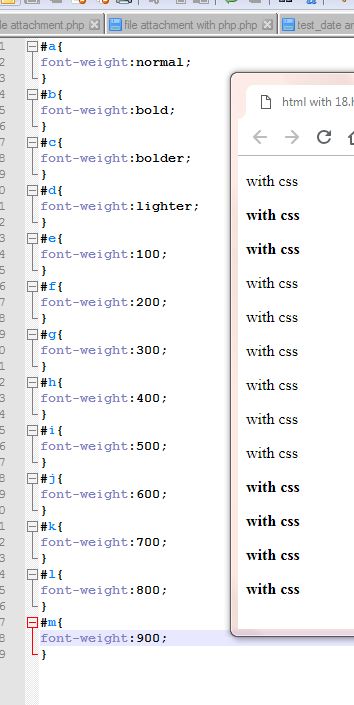 le attachment.php file attachment with php.php test_date an
1 #a{
2 font-weight:normal;
3 }
4 #b{
5 font-weight:bold;
6 }
7 #c{
8 font-weight:bolder;
9 }
0 #d{
1 font-weight:lighter;
2 }
3 #e{
4 font-weight:100;
5 }
6 #f{
7 font-weight:200;
8 }
9 #g{
0 font-weight:300;
1 }
2 #h{
3 font-weight:400;
4 }
5 #i{
6 font-weight:500;
7 }
8 #j{
9 font-weight:600;
0 }
1 #k{
2 font-weight:700;
3 }
4 #l{
5 font-weight:800;
6 }
7 #m{
8 font-weight:900;
9 }
html with 18.h
with css
with css
with css
with css
with css
with css
with css
with css
with css
with css
with css
with css
with css